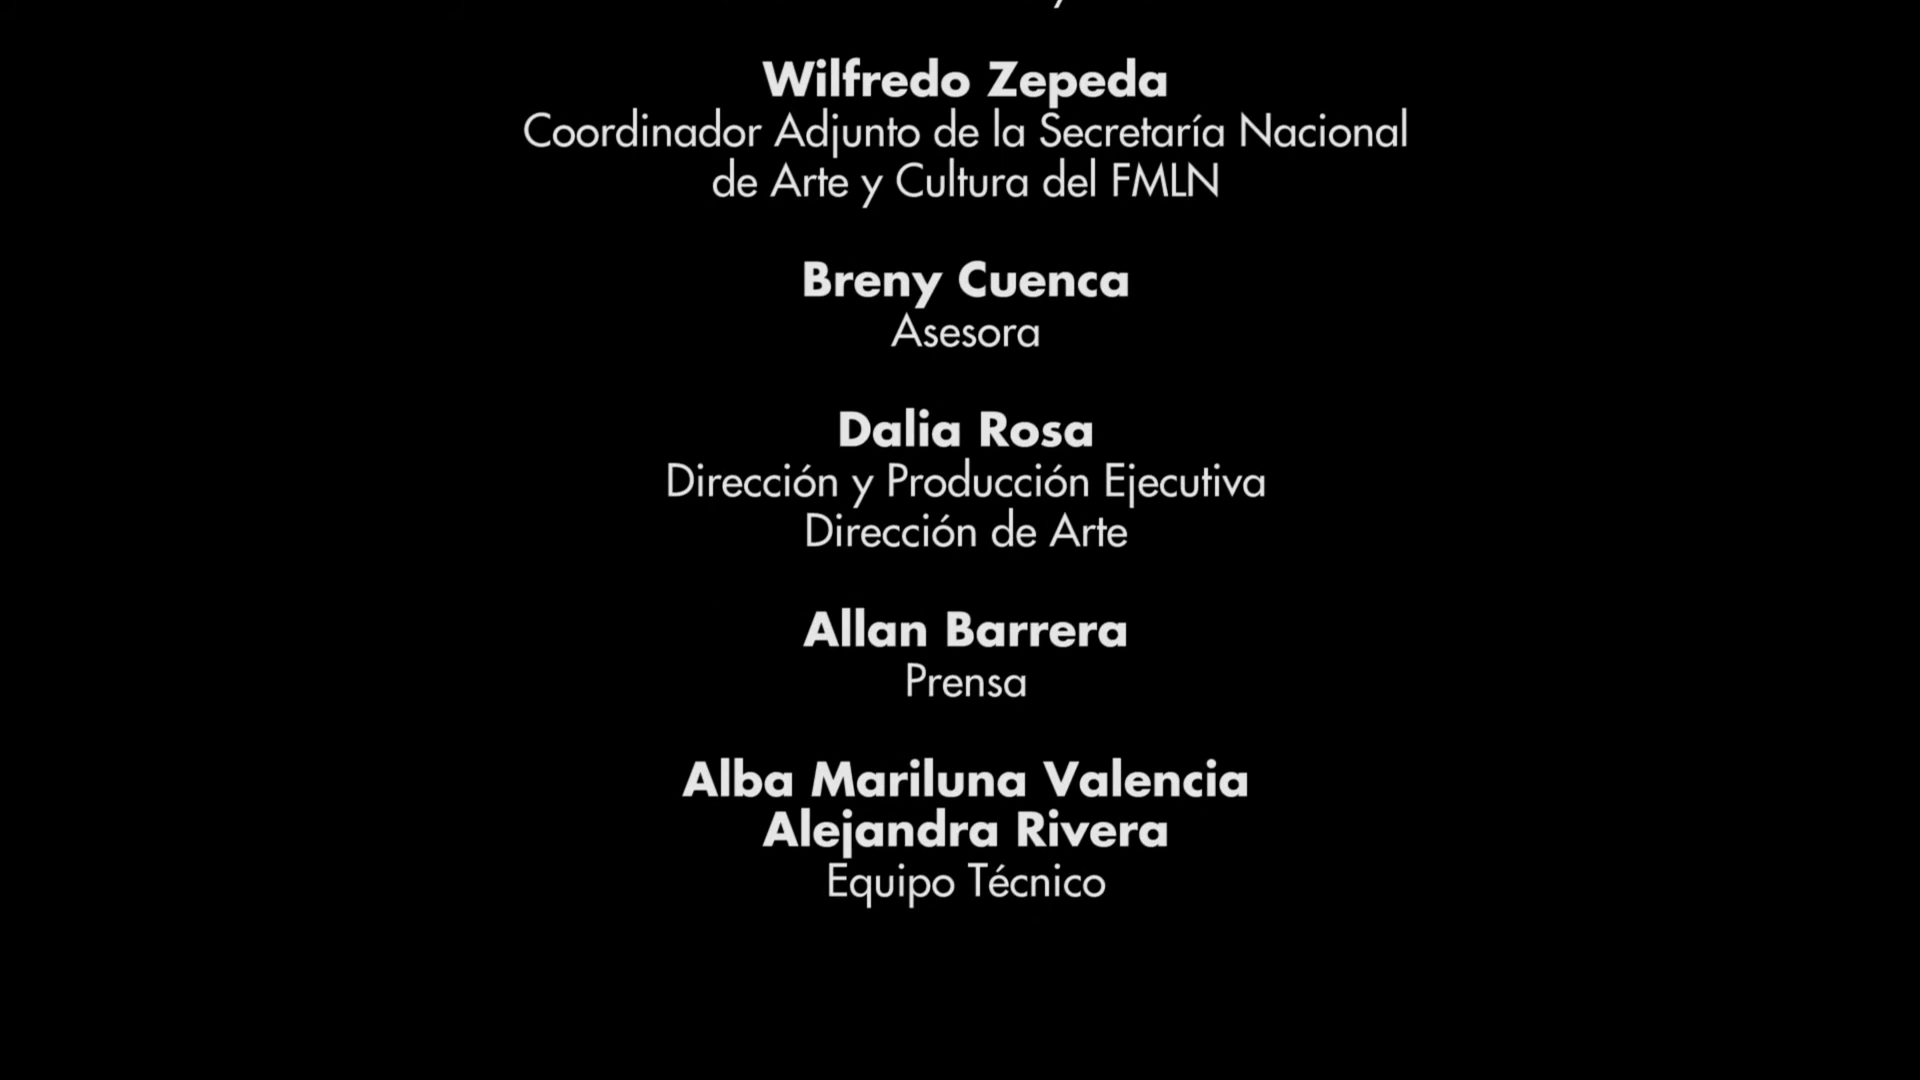 Wilfredo Zepeda
Coordinador Adjunto de la Secretaría Nacional
de Arte y Cultura del FMLN
Breny Cuenca
Asesora
Dalia Rosa
Dirección y Producción Ejecutiva
Dirección de Arte
Allan Barrera
Prensa
Alba Mariluna Valencia
Alejandra Rivera
Equipo Técnico